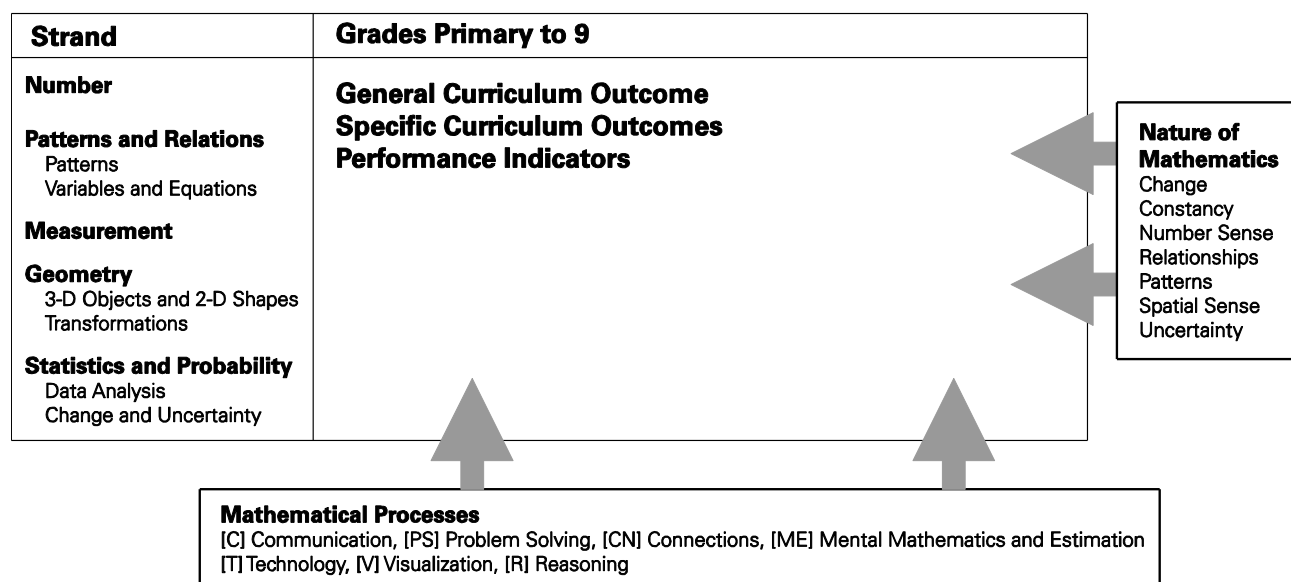 Strand
Grades Primary to 9
Number
Patterns and Relations
Patterns
Variables and Equations
Measurement
Geometry
3-D Objects and 2-D Shapes
Transformations
Statistics and Probability
Data Analysis
Change and Uncertainty
General Curriculum Outcome
Specific Curriculum Outcomes
Performance Indicators
Nature of
Mathematics
Change
Constancy
Number Sense
Relationships
Patterns
Spatial Sense
Uncertainty
Mathematical Processes
[C] Communication, [PS] Problem Solving, [CN] Connections, [ME] Mental Mathematics and Estimation
[T] Technology, [V] Visualization, [R] Reasoning